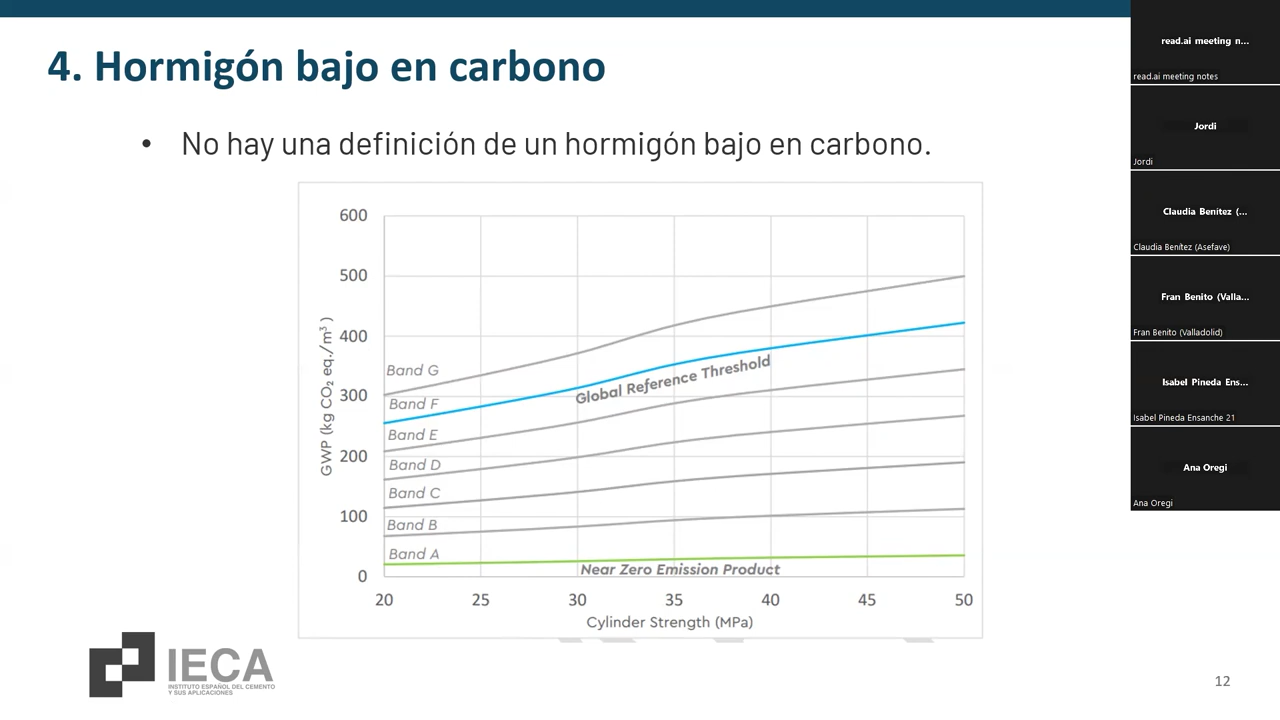 4. Hormigón bajo en carbono
• No hay una definición de un hormigón bajo en carbono.
600
500
400
300
200
100
0
GWP (kg CO₂ eq./m³ )
Band G
Band F
Band E
Band D
Band C
Band B
Band A
Global Reference Threshold
Near Zero Emission Product
20 25 30 35 40 45 50
Cylinder Strength (MPa)
IECA
INSTITUTO ESPAÑOL DEL CEMENTO
Y SUS APLICACIONES
12
read.ai meeting n...
read.ai meeting notes
Jordi
Jordi
Claudia Benítez (...
Claudia Benítez (Asefave)
Fran Benito (Valla...
Fran Benito (Valladolid)
Isabel Pineda Ens...
Isabel Pineda Ensanche 21
Ana Oregi
Ana Oregi